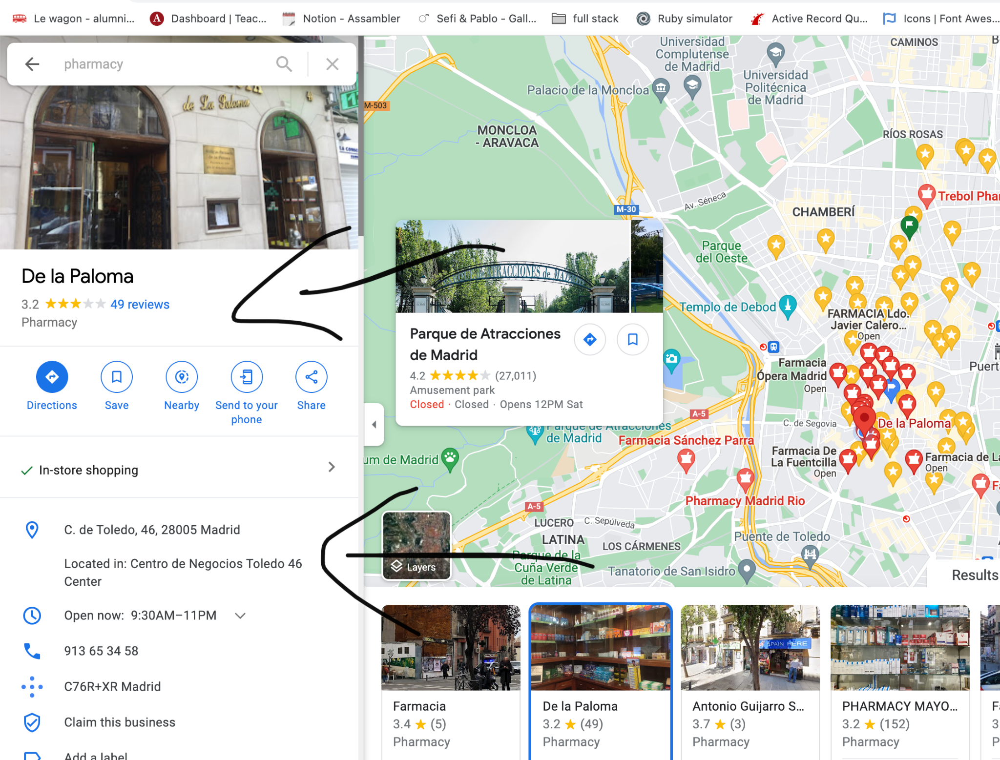 Le wagon - alumni...
Dashboard | Teac...
Notion - Assambler
Sefi & Pablo - Gall...
full stack
Ruby simulator
Active Record Qu...
Icons | Font Awes...
pharmacy
de La Paloma
De la Paloma
3.2
49 reviews
Pharmacy
Directions
Save
Nearby
Send to your
phone
Share
In-store shopping
C. de Toledo, 46, 28005 Madrid
Located in: Centro de Negocios Toledo 46
Center
Open now: 9:30AM–11PM
913 65 34 58
C76R+XR Madrid
Claim this business
Add a label
Universidad
Complutense
de Madrid
CAMINOS
Universidad
Politécnica
de Madrid
Palacio de la Moncloa
M-503
MONCLOA
- ARAVACA
RÍOS ROSAS
Av. Séneca
M-30
Trebol Phar
CHAMBERÍ
Parque
del Oeste
PARQUE DE ATRACCIONES de MADRID
Parque de Atracciones
de Madrid
4.2
(27,011)
Amusement park
Closed · Closed · Opens 12PM Sat
Templo de Debod
FARMACIA Ldo.
Javier Calero...
Open
Farmacia
Ópera Madrid
Open
Puert
A-5
C. de Segovia
De la Paloma
Parque de Atracciones
de Madrid
Farmacia Sánchez Parra
um de Madrid
Farmacia De
La Fuentcilla
Open
Farmacia de La
Open
Pharmacy Madrid Rio
A-5
LUCERO
C. Sepúlveda
LATINA
LOS CÁRMENES
Puente de Toledo
Parque de la
Cuña Verde
de Latina
Tanatorio de San Isidro
Layers
Results
SPAIN HERE
Farmacia
3.4
(5)
Pharmacy
De la Paloma
3.2
(49)
Pharmacy
Antonio Guijarro S...
3.7
(3)
Pharmacy
PHARMACY MAYO...
3.2
(152)
Pharmacy